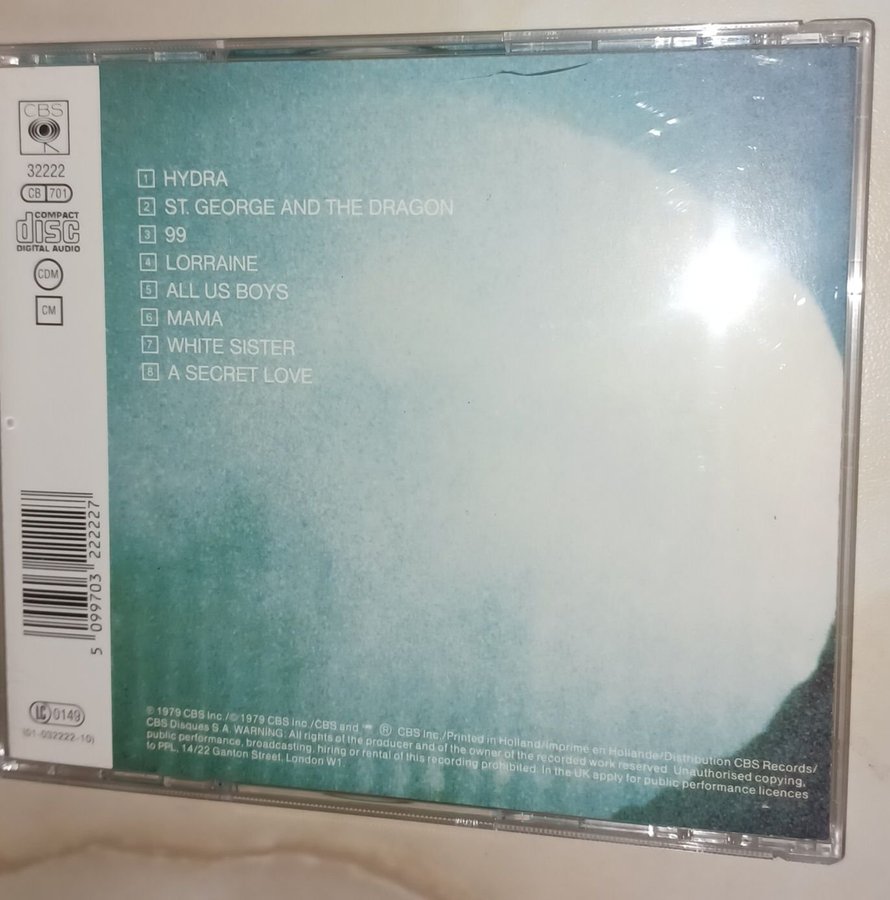 CBS
32222
CB 701
COMPACT
disc
DIGITAL AUDIO
CDM
CM
1 HYDRA
2 ST. GEORGE AND THE DRAGON
3 99
4 LORRAINE
5 ALL US BOYS
6 MAMA
7 WHITE SISTER
8 A SECRET LOVE
5 099703 222227
LC 0149
(01-032222-10)
℗ 1979 CBS Inc./© 1979 CBS Inc./CBS and ® CBS Inc./Printed in Holland/Imprimé en Hollande/Distribution CBS Records/
CBS Disques S.A. WARNING: All rights of the producer and of the owner of the recorded work reserved. Unauthorised copying,
public performance, broadcasting, hiring or rental of this recording prohibited. In the UK apply for public performance licences
to PPL, 14/22 Ganton Street, London W1.